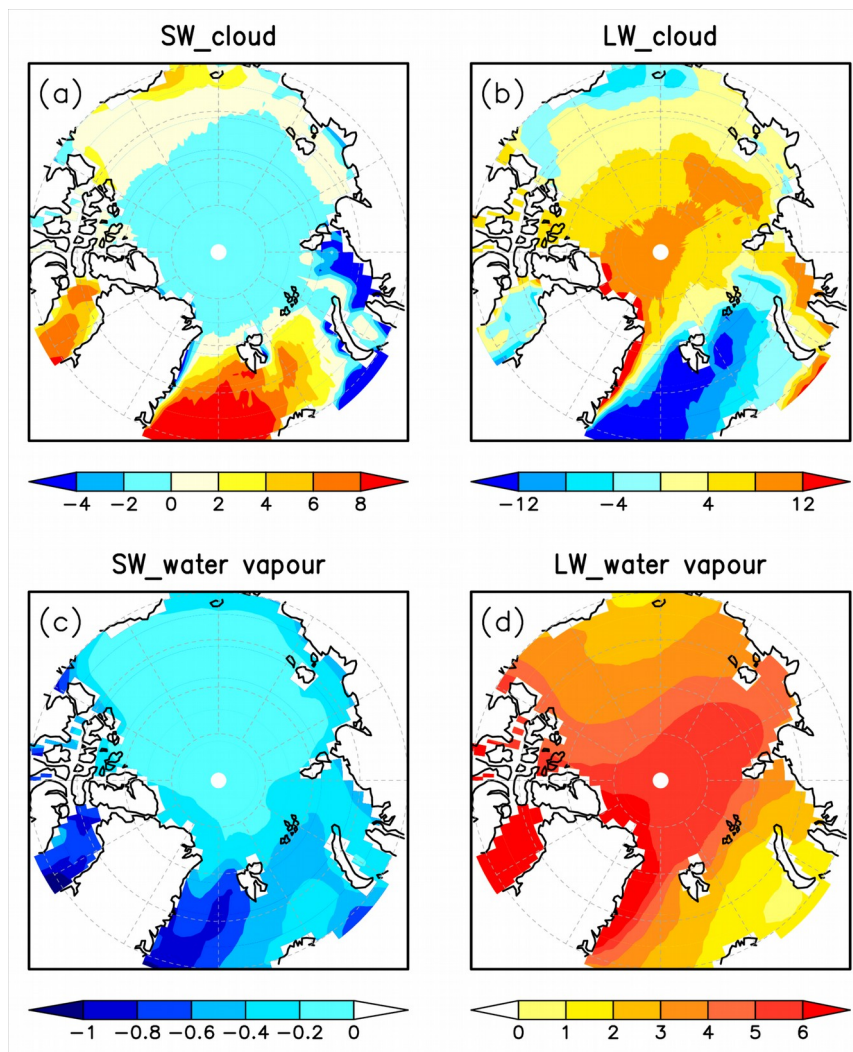 SW_cloud
LW_cloud
(a)
(b)
−4 −2 0 2 4 6 8
−12 −4 4 12
SW_water vapour
LW_water vapour
(c)
(d)
−1 −0.8 −0.6 −0.4 −0.2 0
0 1 2 3 4 5 6